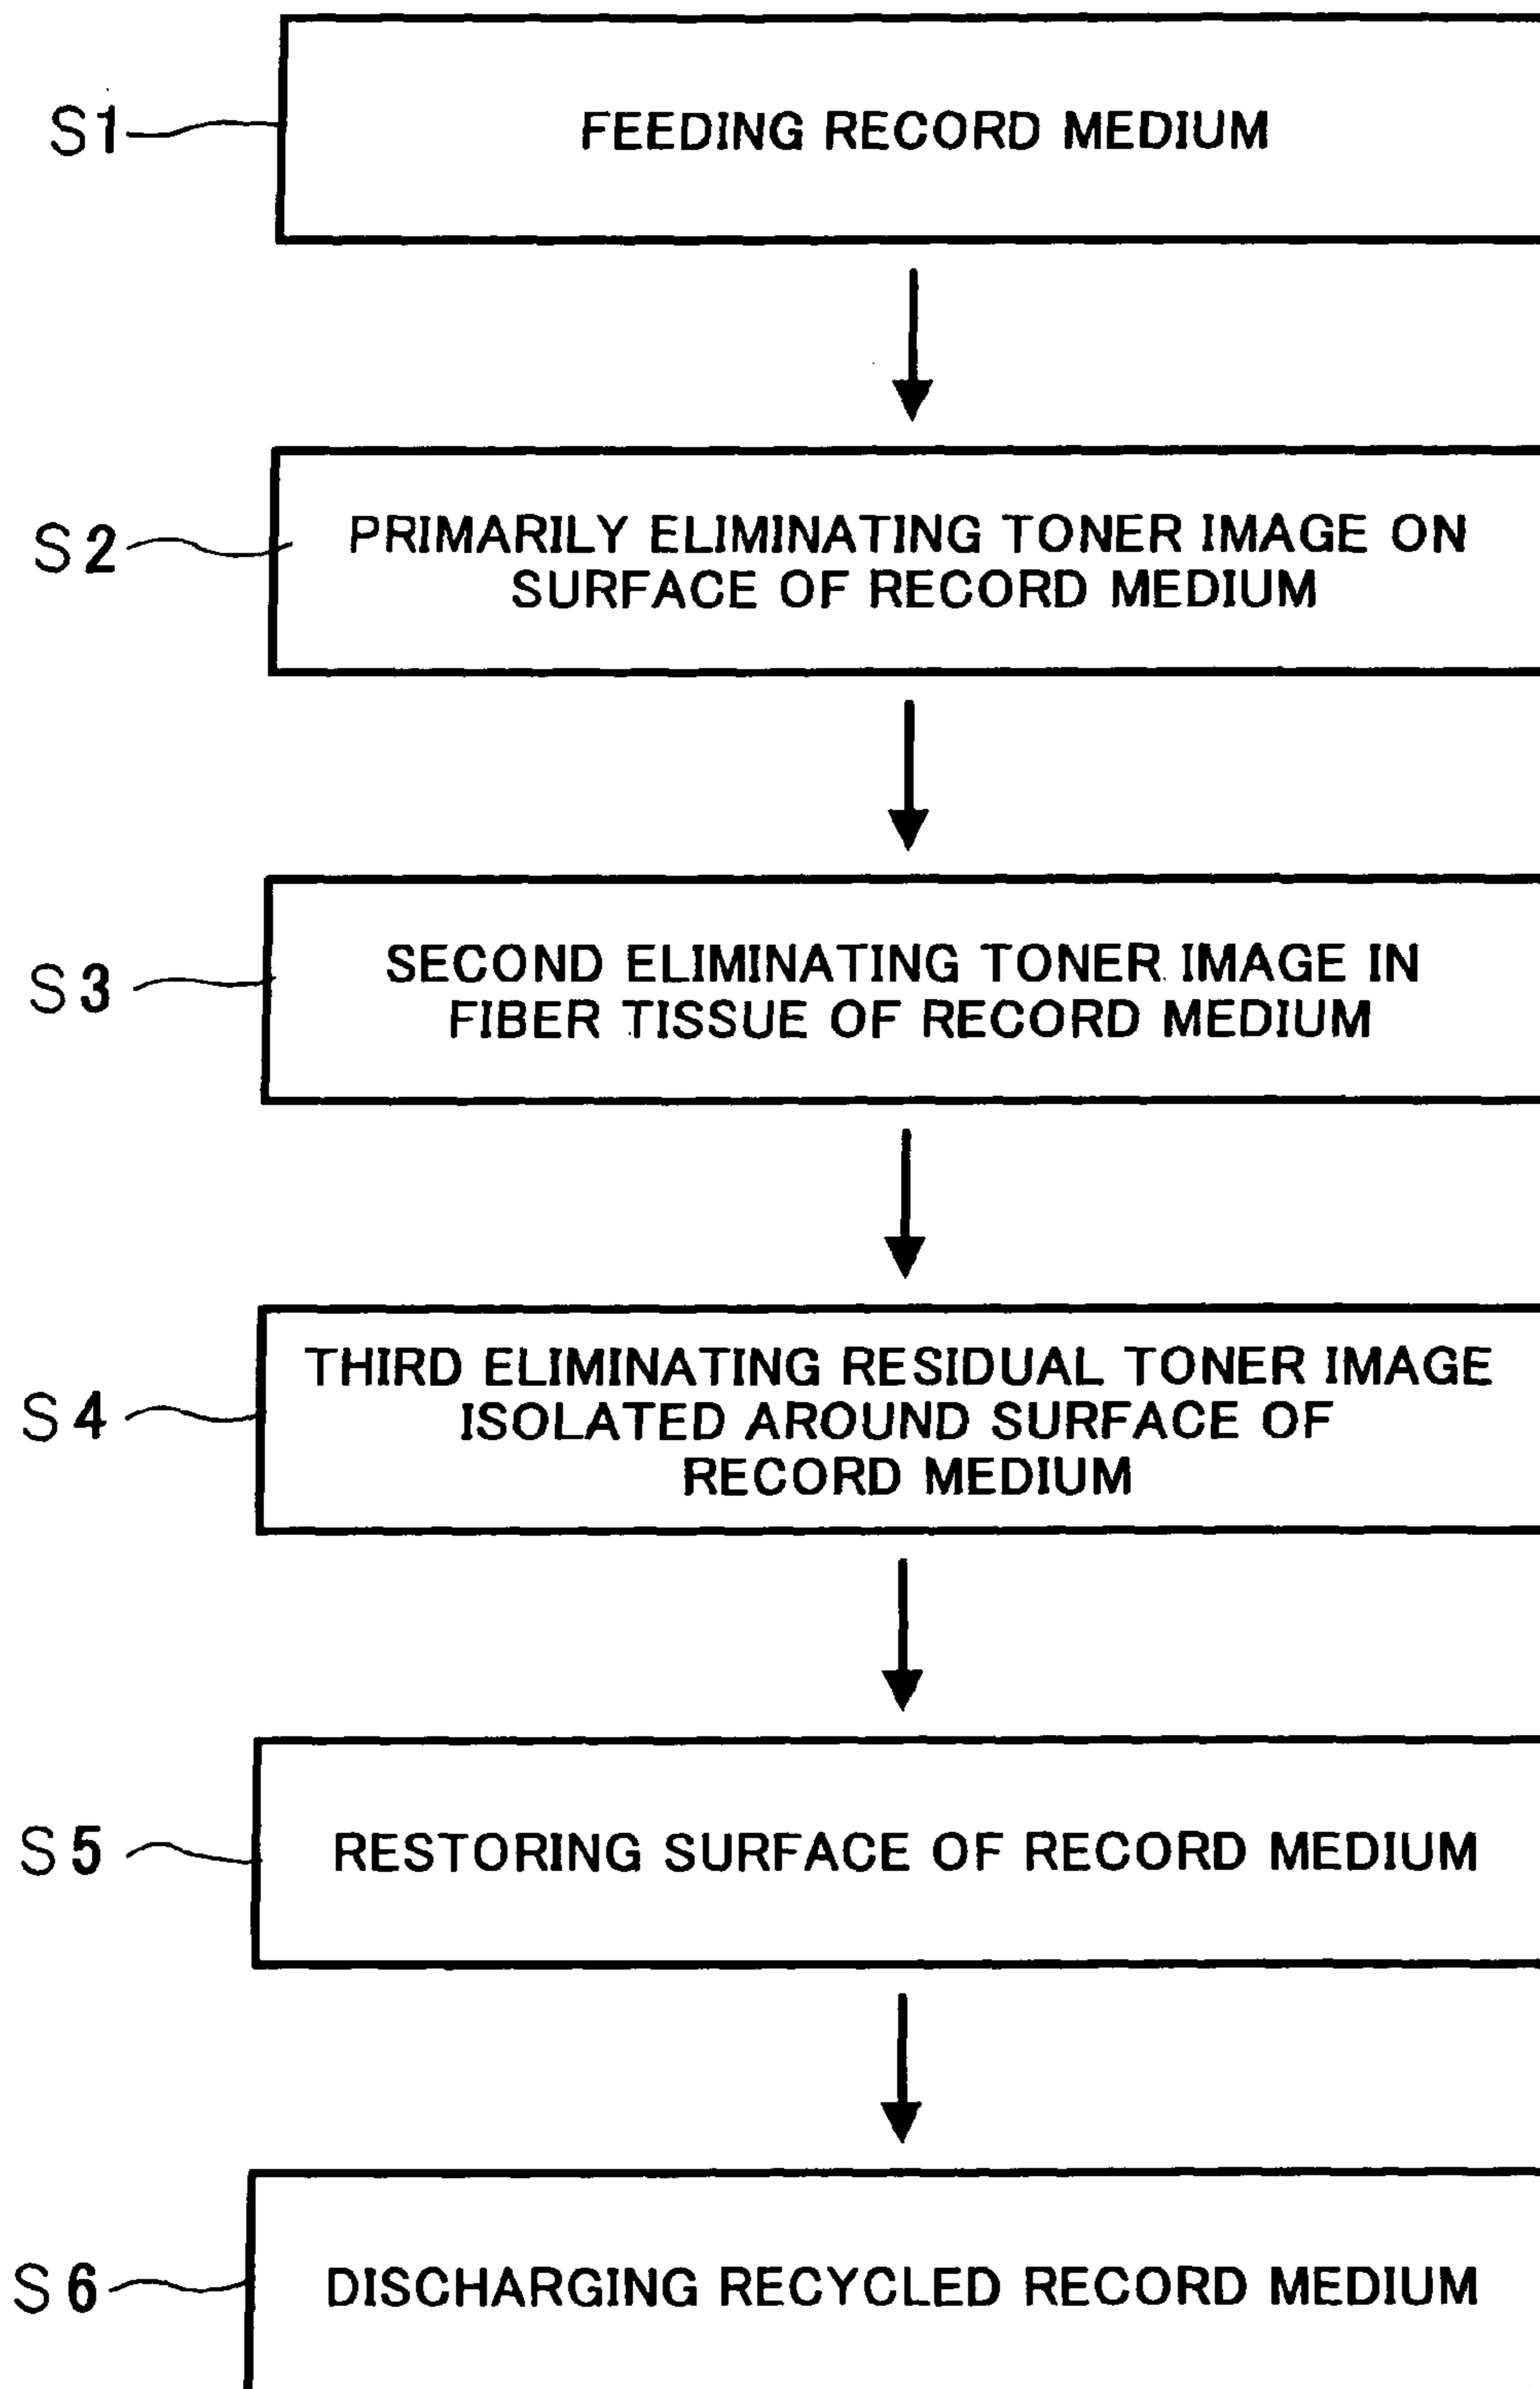 S1
FEEDING RECORD MEDIUM
S2
PRIMARILY ELIMINATING TONER IMAGE ON
SURFACE OF RECORD MEDIUM
S3
SECOND ELIMINATING TONER IMAGE IN
FIBER TISSUE OF RECORD MEDIUM
S4
THIRD ELIMINATING RESIDUAL TONER IMAGE
ISOLATED AROUND SURFACE OF
RECORD MEDIUM
S5
RESTORING SURFACE OF RECORD MEDIUM
S6
DISCHARGING RECYCLED RECORD MEDIUM